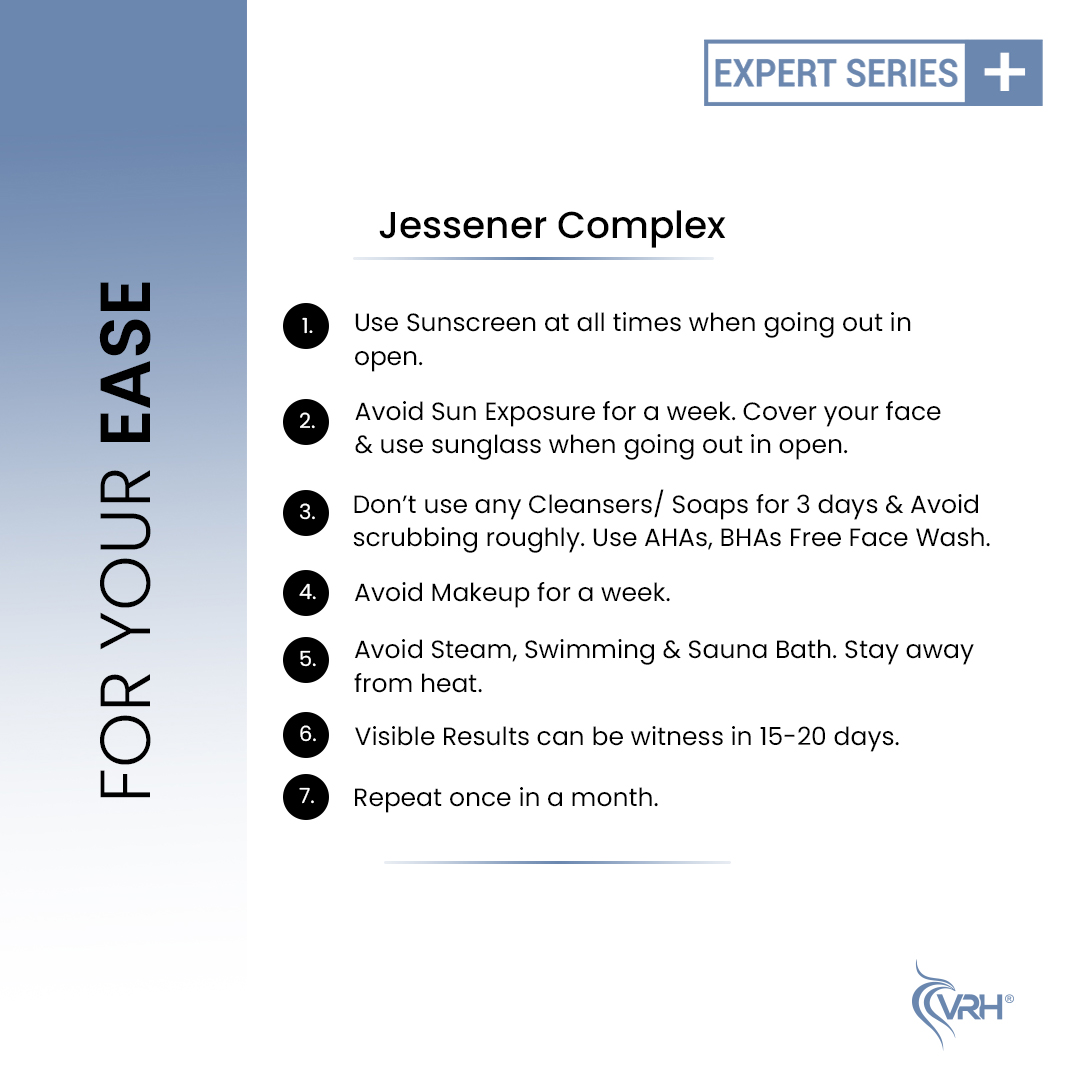 EXPERT SERIES +
FOR YOUR EASE
Jessener Complex
1. Use Sunscreen at all times when going out in
open.
2. Avoid Sun Exposure for a week. Cover your face
& use sunglass when going out in open.
3. Don’t use any Cleansers/ Soaps for 3 days & Avoid
scrubbing roughly. Use AHAs, BHAs Free Face Wash.
4. Avoid Makeup for a week.
5. Avoid Steam, Swimming & Sauna Bath. Stay away
from heat.
6. Visible Results can be witness in 15-20 days.
7. Repeat once in a month.
VRH®